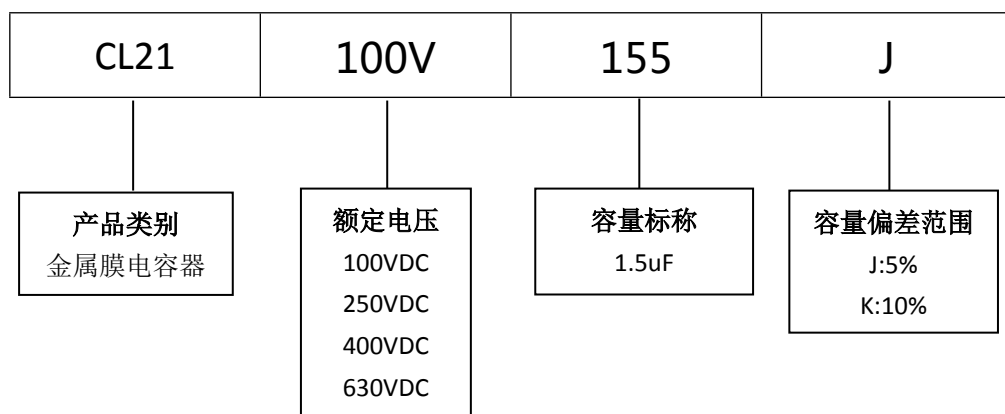 CL21 100V 155 J
产品类别
金属膜电容器
额定电压
100VDC
250VDC
400VDC
630VDC
容量标称
1.5uF
容量偏差范围
J:5%
K:10%